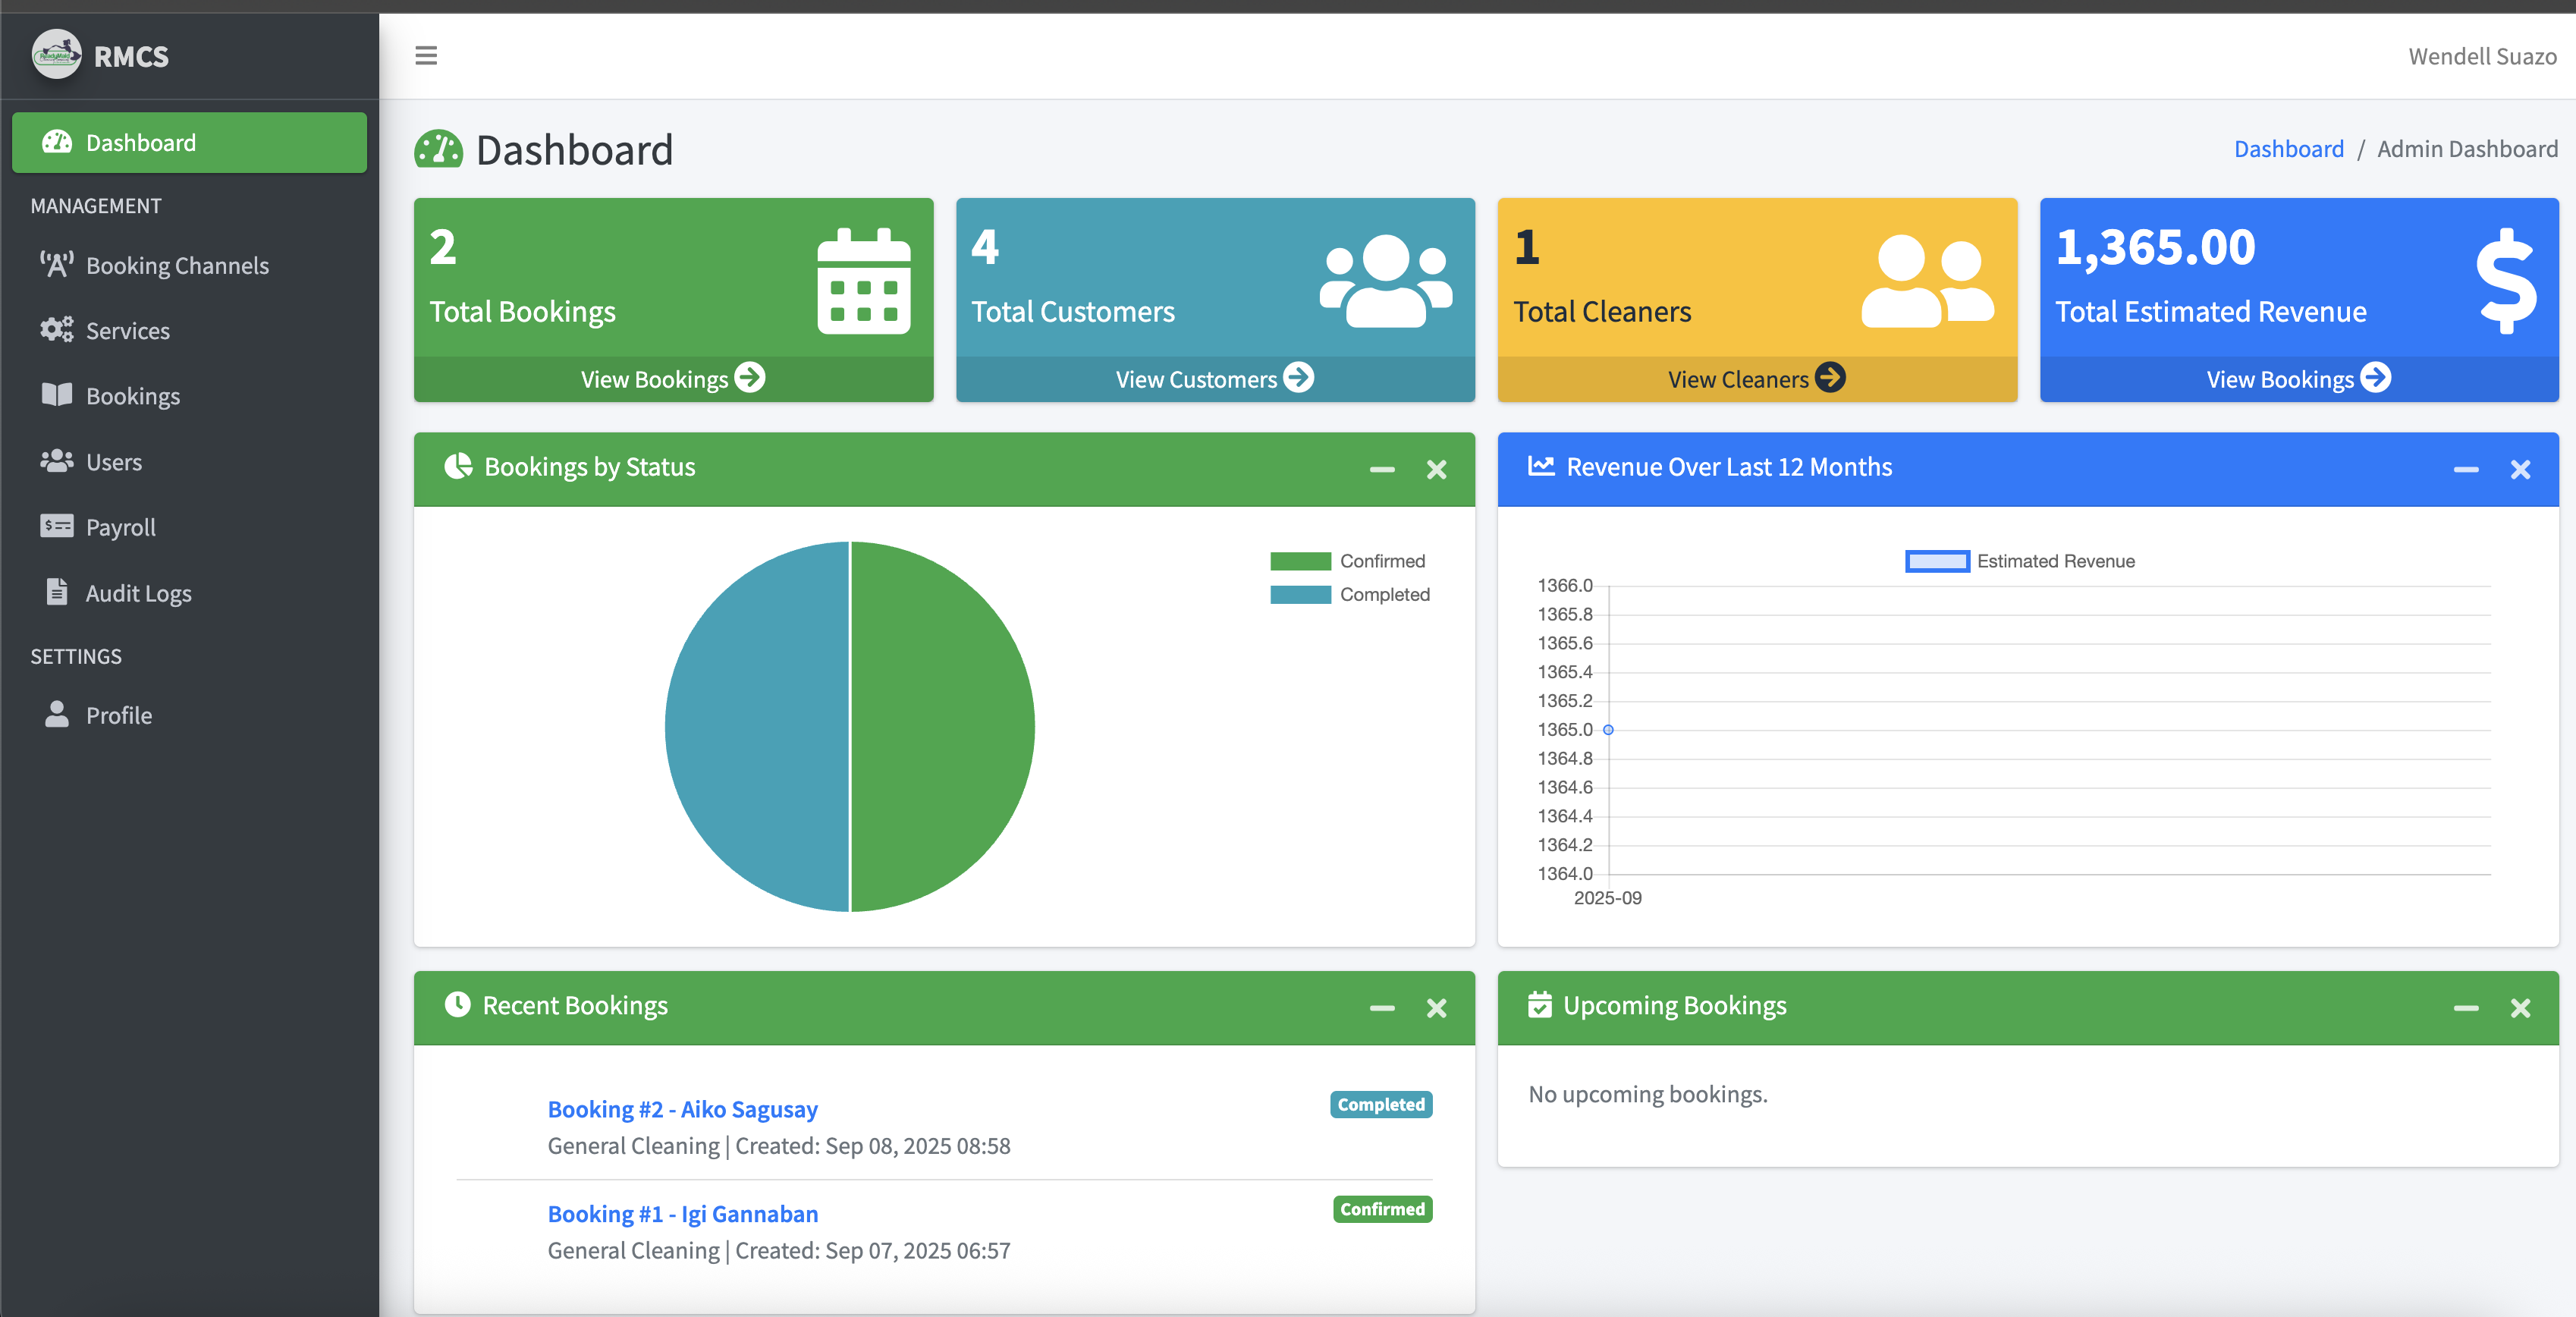 RMCS
Wendell Suazo
Dashboard
MANAGEMENT
Booking Channels
Services
Bookings
Users
Payroll
Audit Logs
SETTINGS
Profile
Dashboard
Dashboard / Admin Dashboard
2
Total Bookings
View Bookings
4
Total Customers
View Customers
1
Total Cleaners
View Cleaners
1,365.00
Total Estimated Revenue
View Bookings
Bookings by Status
Confirmed
Completed
Revenue Over Last 12 Months
Estimated Revenue
1366.0
1365.8
1365.6
1365.4
1365.2
1365.0
1364.8
1364.6
1364.4
1364.2
1364.0
2025-09
Recent Bookings
Booking #2 - Aiko Sagusay
Completed
General Cleaning | Created: Sep 08, 2025 08:58
Booking #1 - Igi Gannaban
Confirmed
General Cleaning | Created: Sep 07, 2025 06:57
Upcoming Bookings
No upcoming bookings.